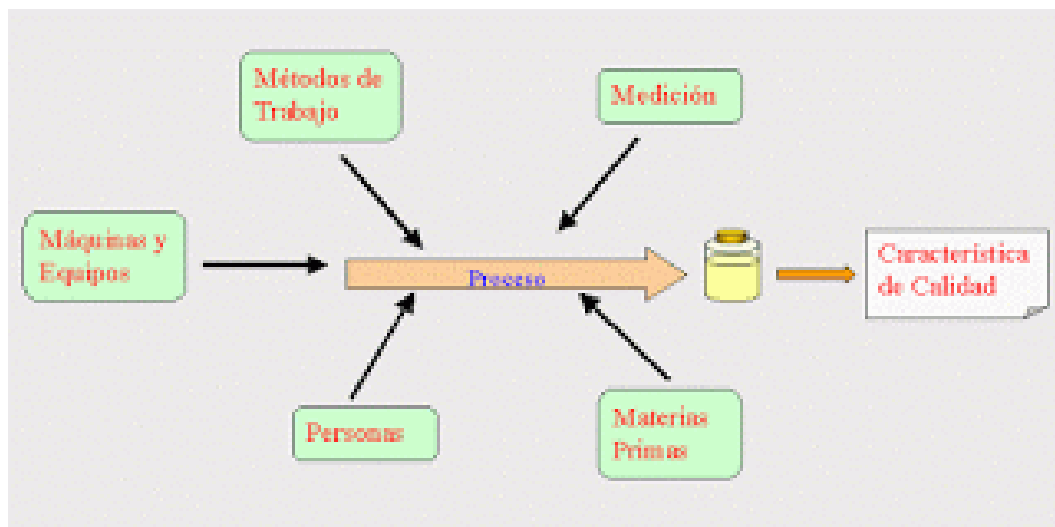 Métodos de
Trabajo
Medición
Máquinas y
Equipos
Proceso
Característica
de Calidad
Personas
Materias
Primas